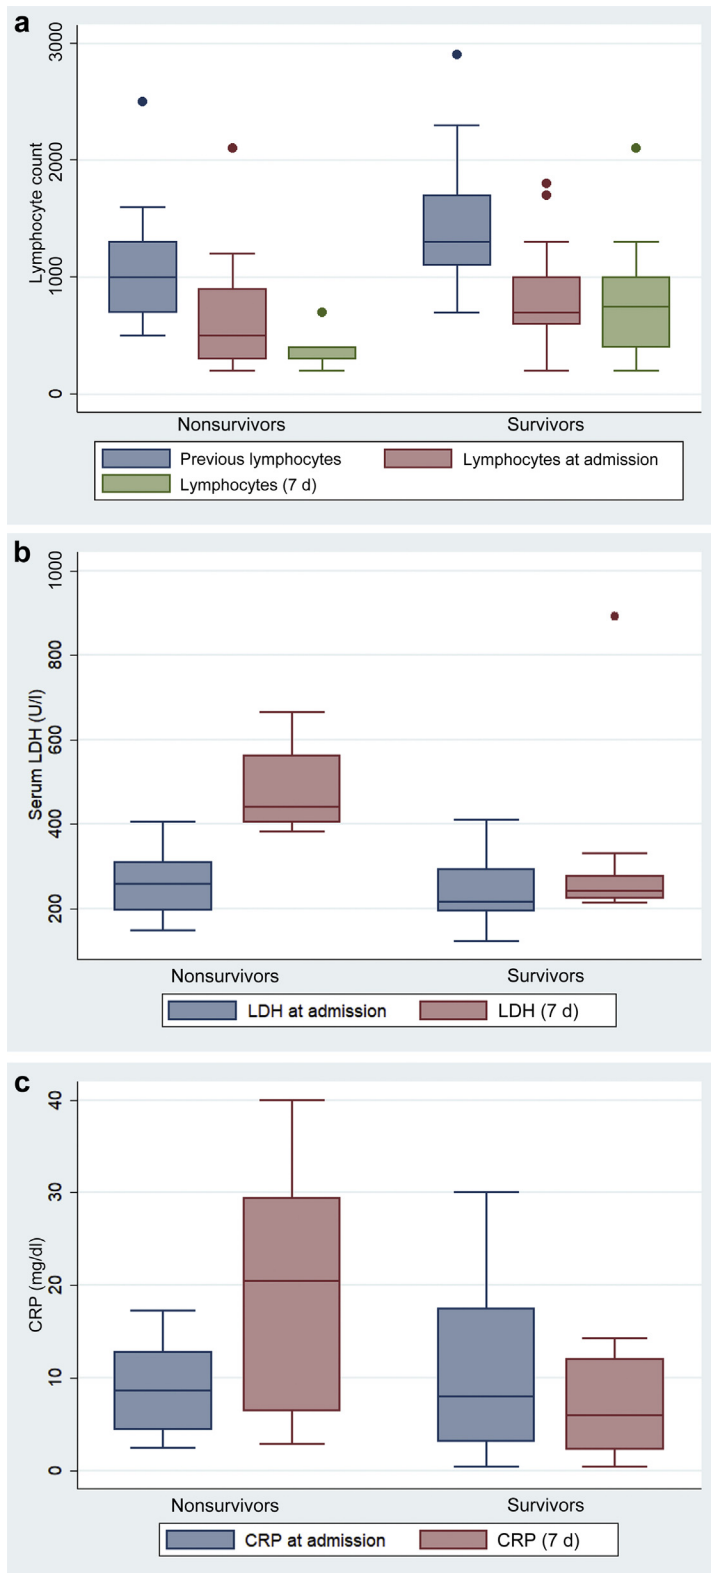 a
3000
2000
1000
0
Lymphocyte count
Nonsurvivors Survivors
Previous lymphocytes Lymphocytes at admission
Lymphocytes (7 d)
b
1000
800
600
400
200
Serum LDH (U/l)
Nonsurvivors Survivors
LDH at admission LDH (7 d)
c
40
30
20
10
0
CRP (mg/dl)
Nonsurvivors Survivors
CRP at admission CRP (7 d)